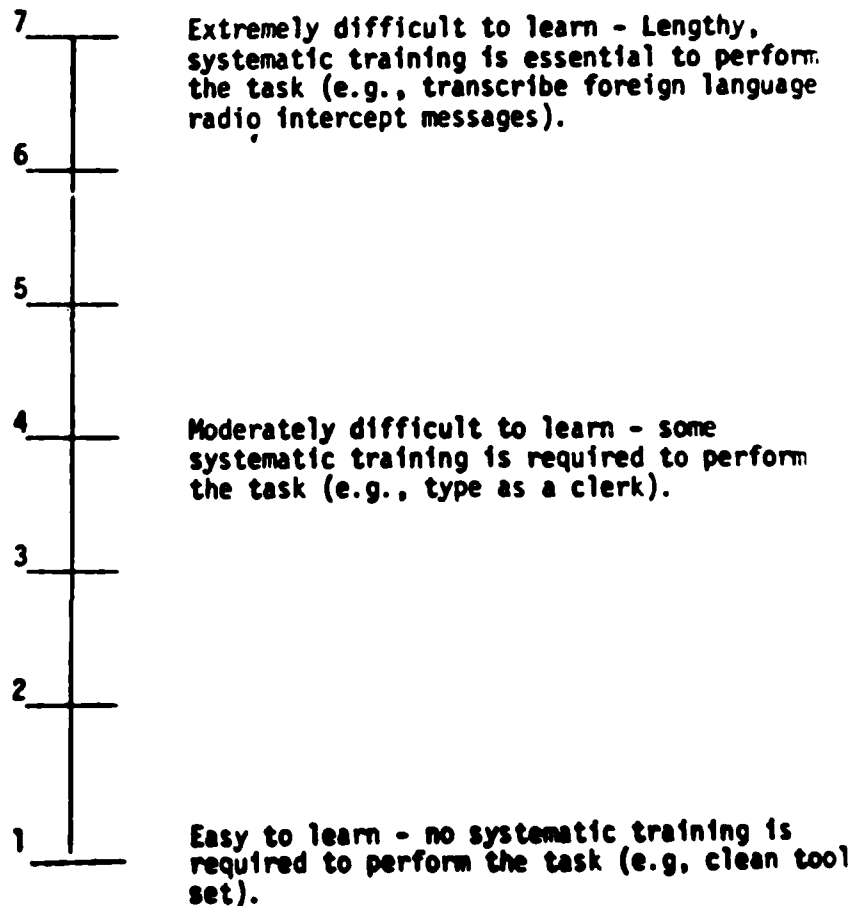 7
Extremely difficult to learn - Lengthy,
systematic training is essential to perform
the task (e.g., transcribe foreign language
radio intercept messages).
6
5
4
Moderately difficult to learn - some
systematic training is required to perform
the task (e.g., type as a clerk).
3
2
1
Easy to learn - no systematic training is
required to perform the task (e.g, clean tool
set).